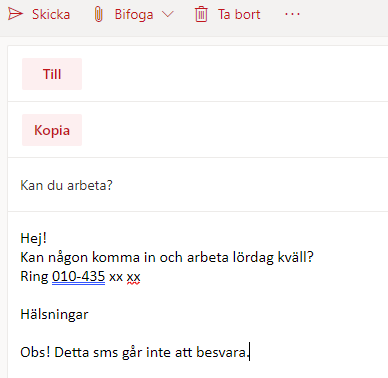 Skicka Bifoga Ta bort ...
Till
Kopia
Kan du arbeta?
Hej!
Kan någon komma in och arbeta lördag kväll?
Ring 010-435 xx xx
Hälsningar
Obs! Detta sms går inte att besvara.